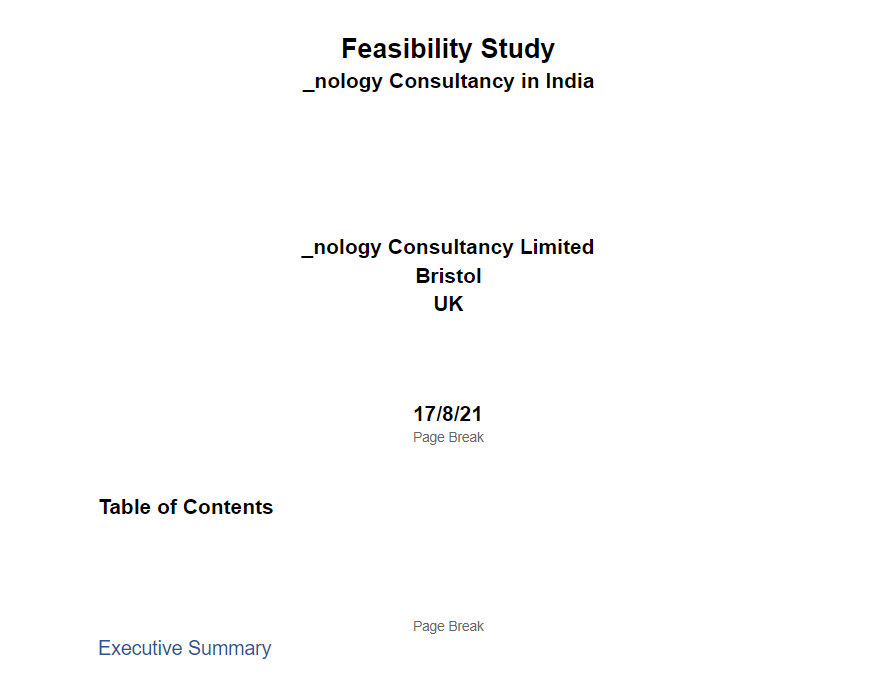 Feasibility Study
_nology Consultancy in India
_nology Consultancy Limited
Bristol
UK
17/8/21
Page Break
Table of Contents
Page Break
Executive Summary